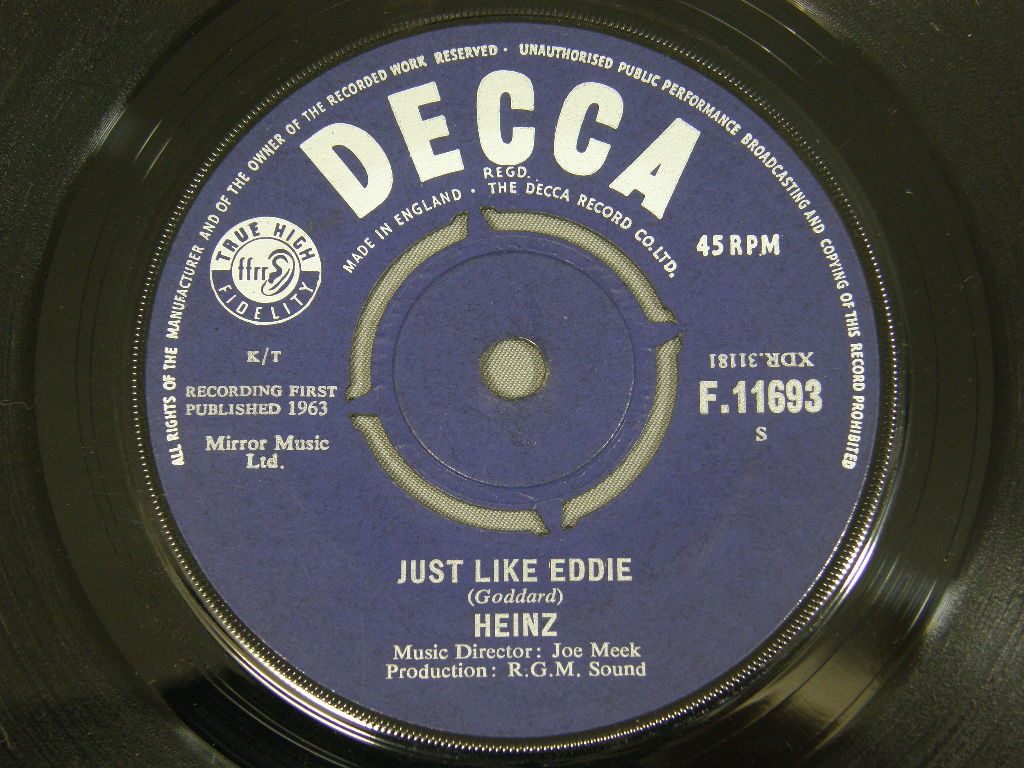 ALL RIGHTS OF THE MANUFACTURER AND OF THE OWNER OF THE RECORDED WORK RESERVED · UNAUTHORISED PUBLIC PERFORMANCE BROADCASTING AND COPYING OF THIS RECORD PROHIBITED
DECCA
REGD.
MADE IN ENGLAND · THE DECCA RECORD CO. LTD.
TRUE HIGH
ffrr
FIDELITY
45 RPM
K/T
RECORDING FIRST
PUBLISHED 1963
Mirror Music
Ltd.
XDR.31181
F.11693
S
JUST LIKE EDDIE
(Goddard)
HEINZ
Music Director: Joe Meek
Production: R.G.M. Sound